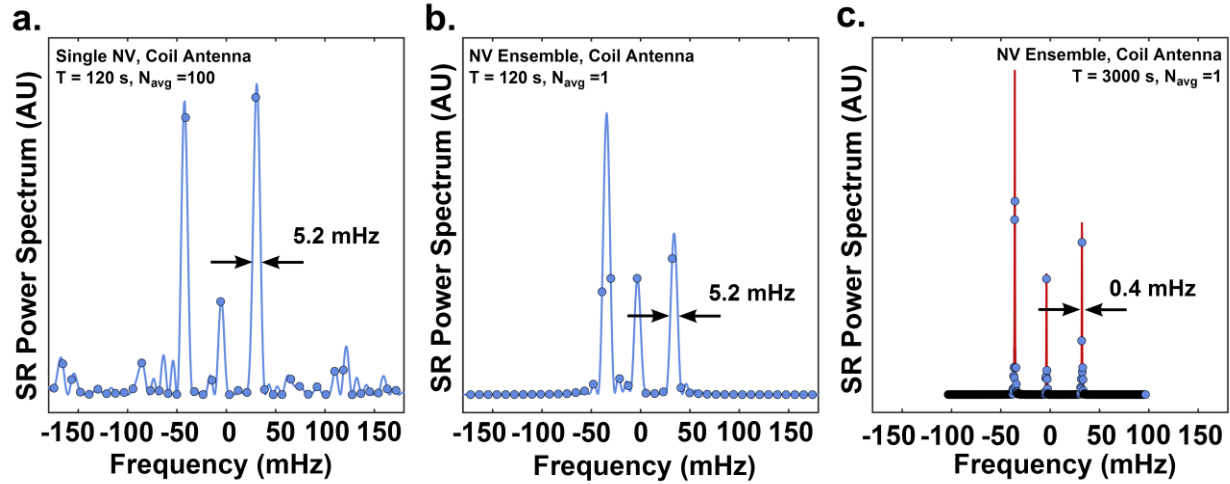 a.
SR Power Spectrum (AU)
Single NV, Coil Antenna
T = 120 s, Navg =100
5.2 mHz
-150 -100 -50 0 50 100 150
Frequency (mHz)
b.
SR Power Spectrum (AU)
NV Ensemble, Coil Antenna
T = 120 s, Navg =1
5.2 mHz
-150 -100 -50 0 50 100 150
Frequency (mHz)
c.
SR Power Spectrum (AU)
NV Ensemble, Coil Antenna
T = 3000 s, Navg =1
0.4 mHz
-150 -100 -50 0 50 100 150
Frequency (mHz)